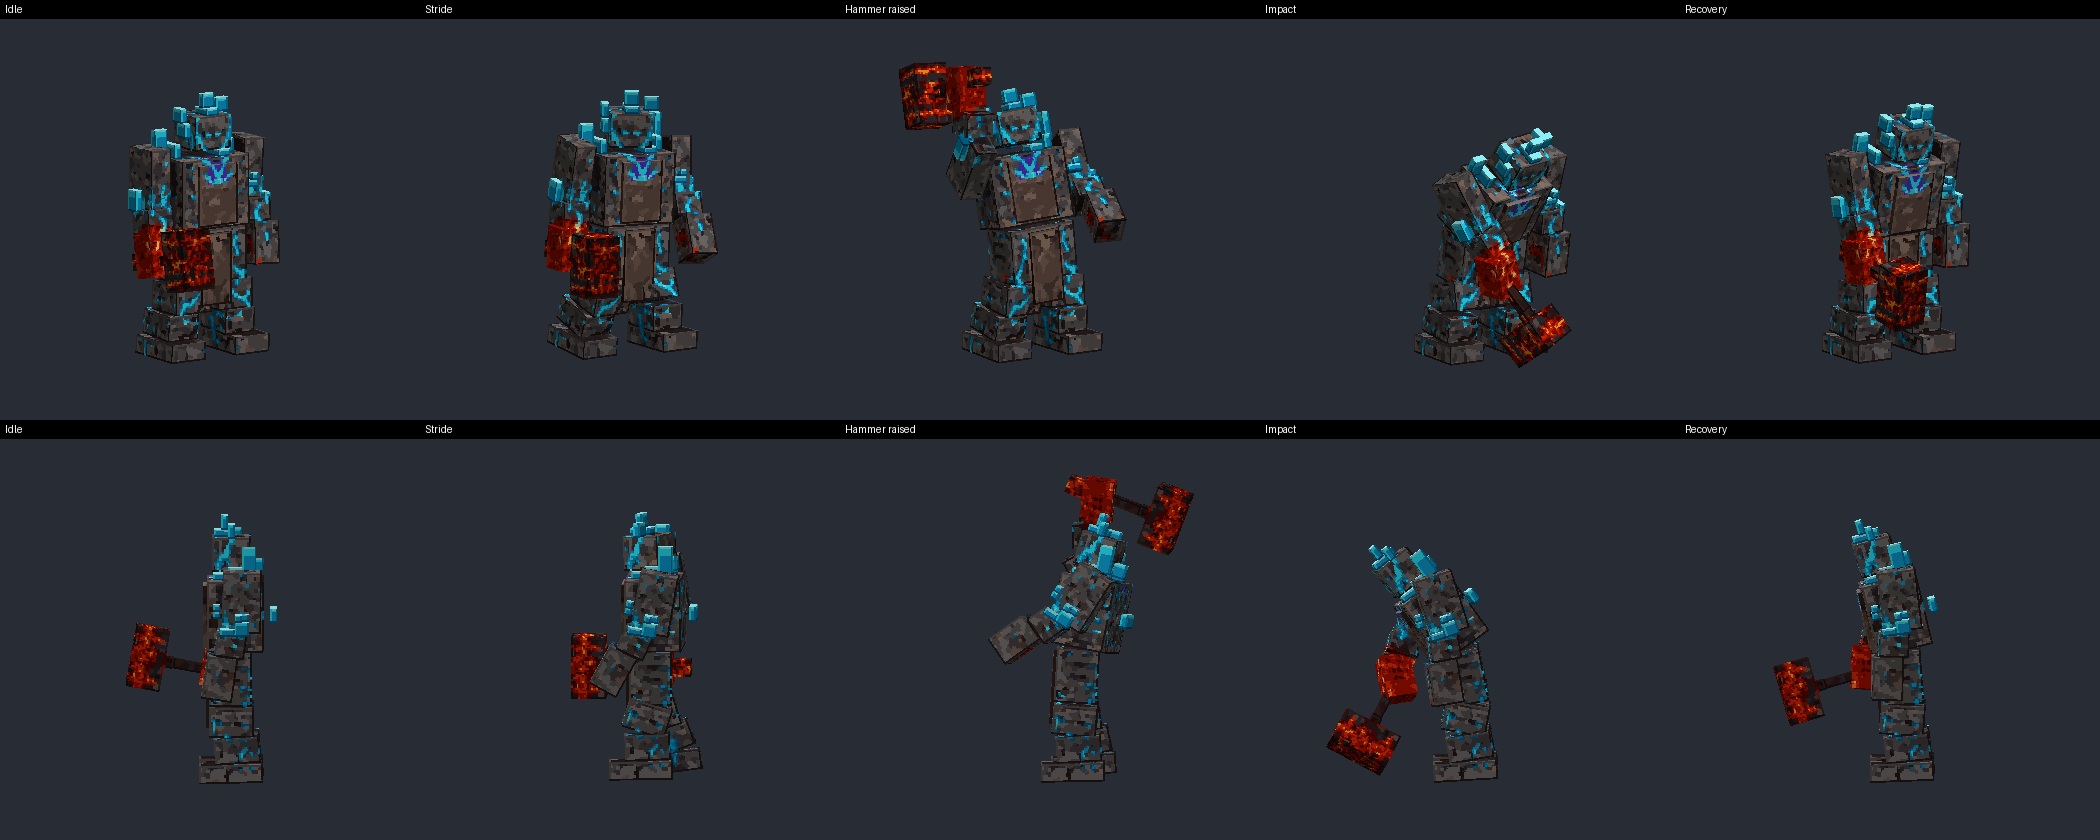 Idle
Stride
Hammer raised
Impact
Recovery
Idle
Stride
Hammer raised
Impact
Recovery